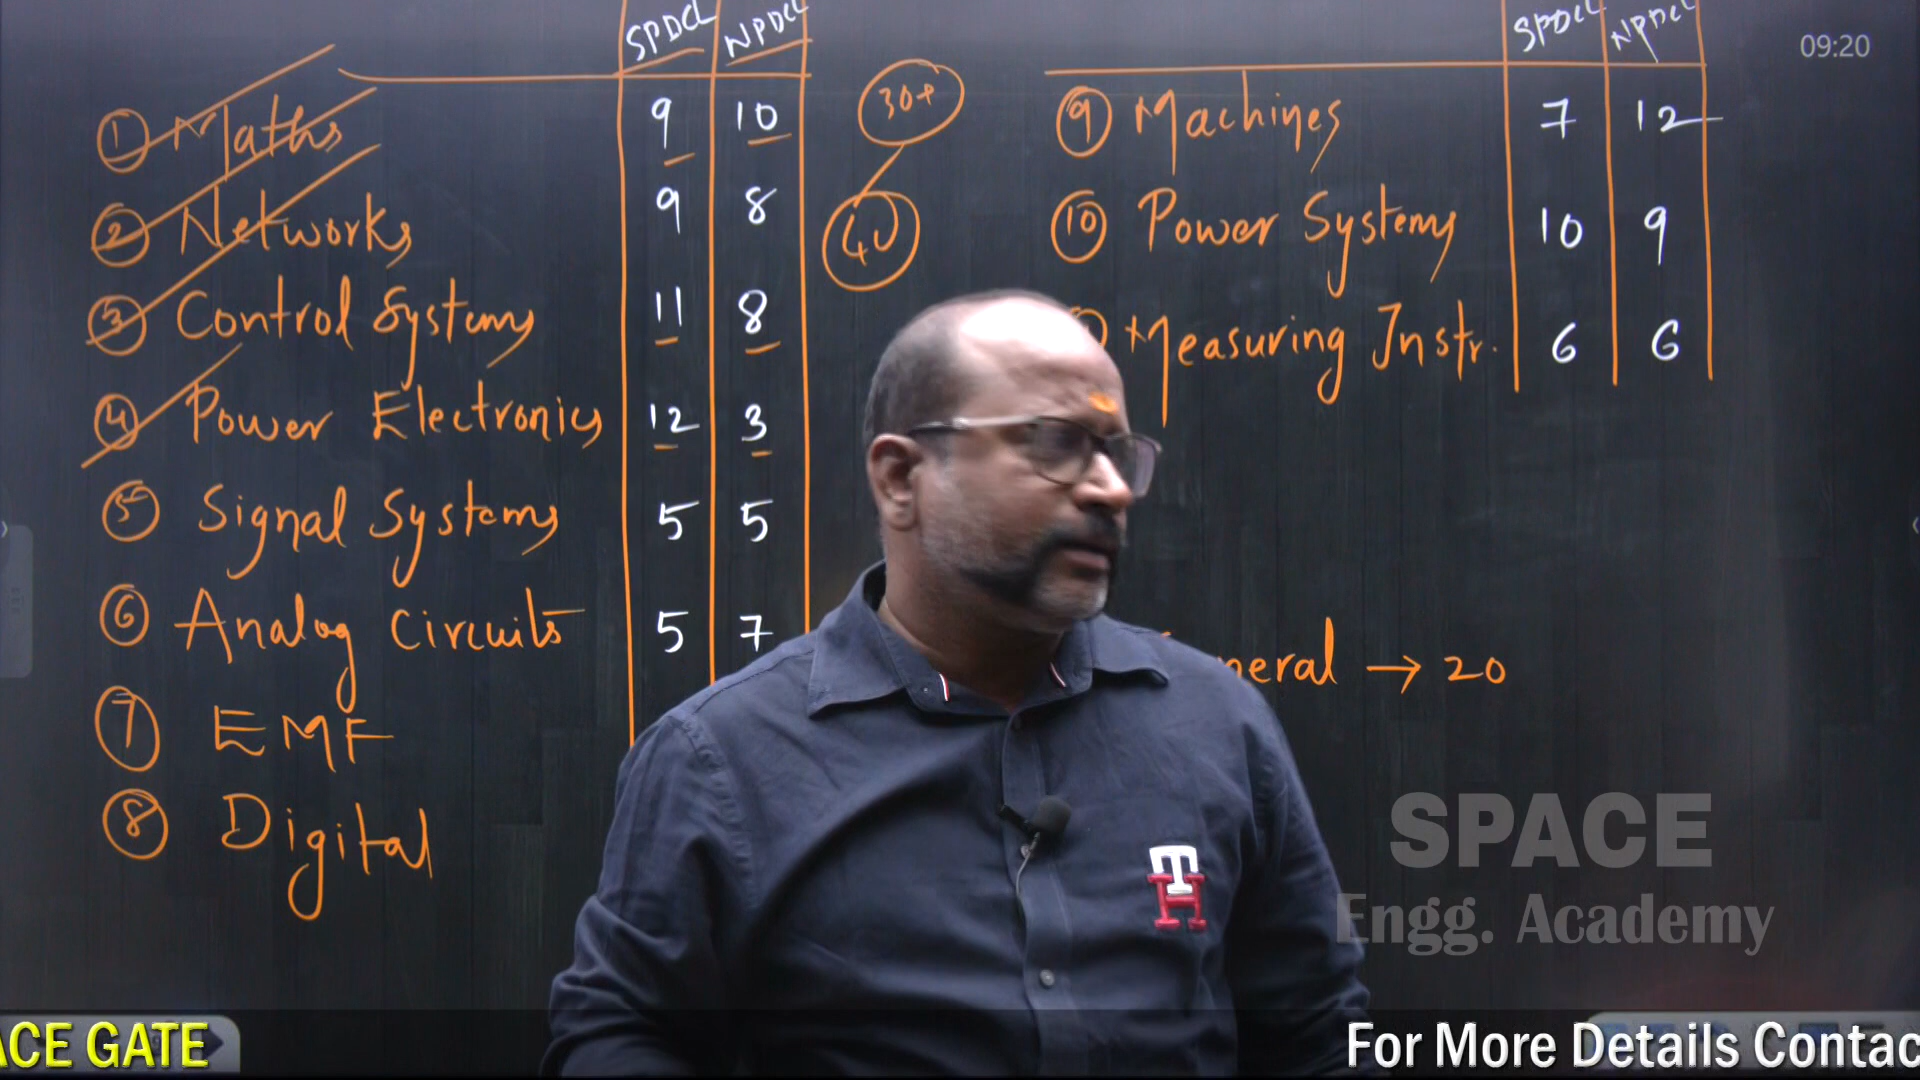 SPDCL NPDCL
① Maths 9 10
② Networks 9 8
③ Control Systems 11 8
④ Power Electronics 12 3
⑤ Signal Systems 5 5
⑥ Analog Circuits 5 7
⑦ EMF
⑧ Digital
30+
40
SPDCL NPDCL
⑨ Machines 7 12
⑩ Power Systems 10 9
Measuring Instr. 6 6
neral → 20
09:20
SPACE
Engg. Academy
TH
ACE GATE
For More Details Contac